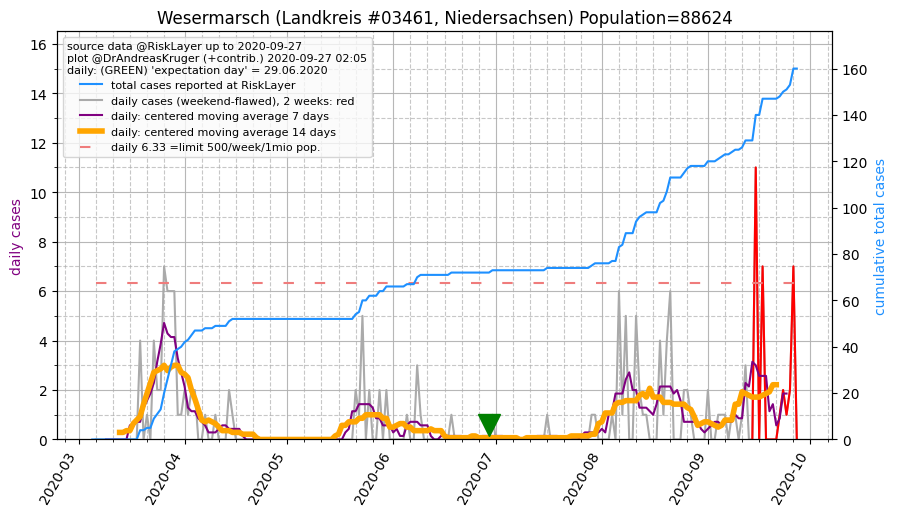 Wesermarsch (Landkreis #03461, Niedersachsen) Population=88624
source data @RiskLayer up to 2020-09-27
plot @DrAndreasKruger (+contrib.) 2020-09-27 02:05
daily: (GREEN) 'expectation day' = 29.06.2020
total cases reported at RiskLayer
daily cases (weekend-flawed), 2 weeks: red
daily: centered moving average 7 days
daily: centered moving average 14 days
daily 6.33 =limit 500/week/1mio pop.
daily cases
16
14
12
10
8
6
4
2
0
cumulative total cases
160
140
120
100
80
60
40
20
0
2020-03
2020-04
2020-05
2020-06
2020-07
2020-08
2020-09
2020-10